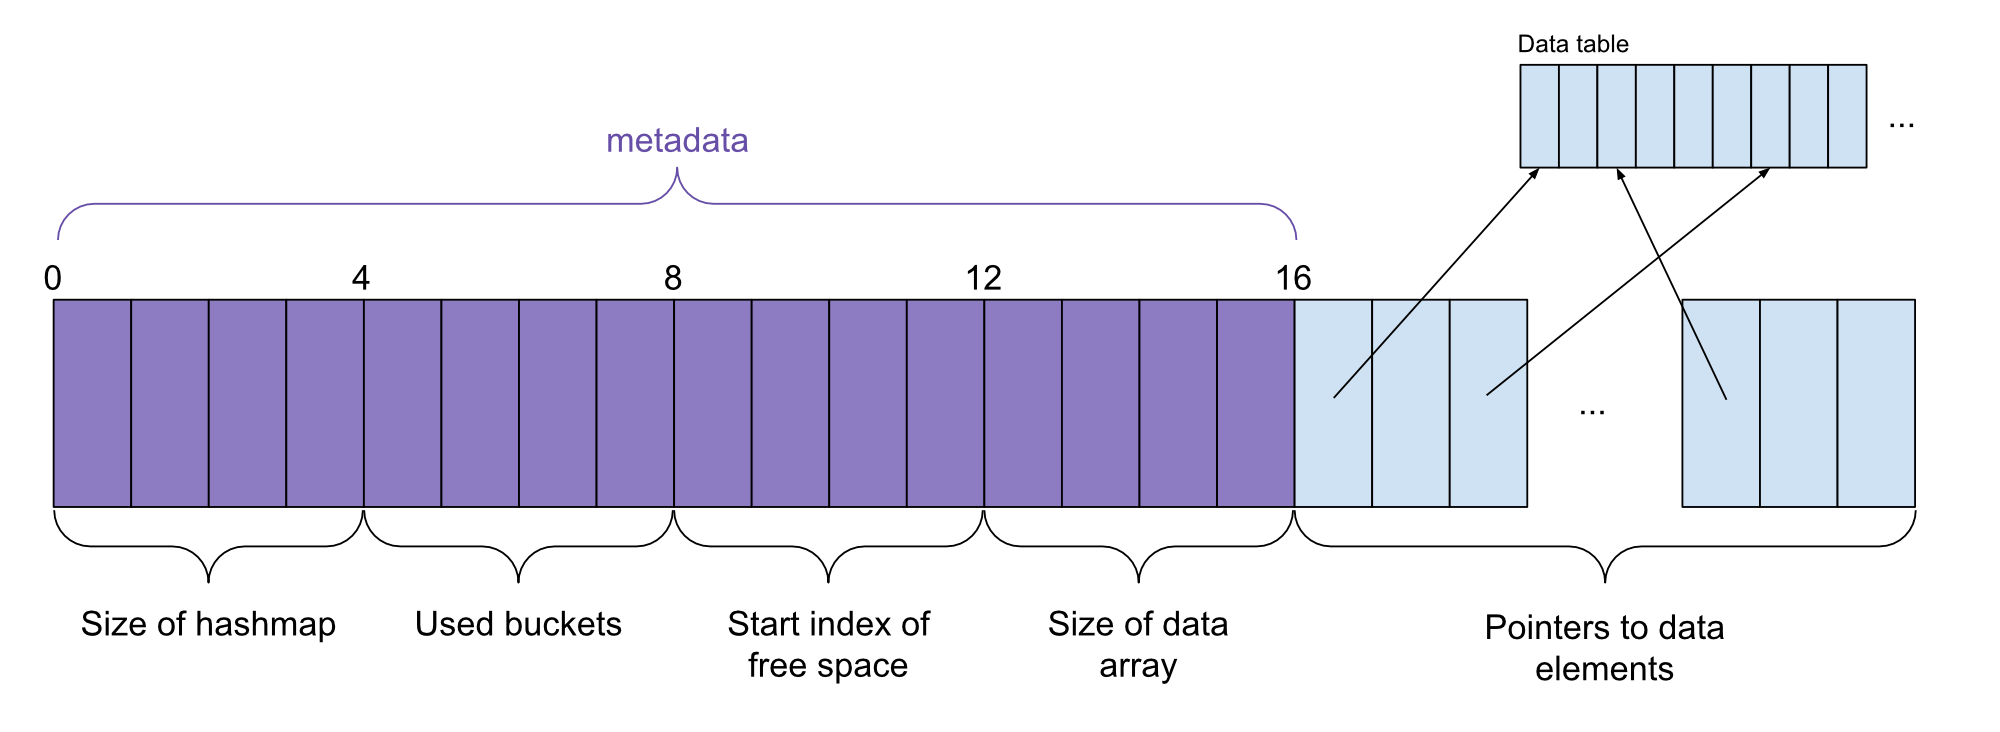 Data table
...
metadata
0 4 8 12 16
...
Size of hashmap
Used buckets
Start index of
free space
Size of data
array
Pointers to data
elements